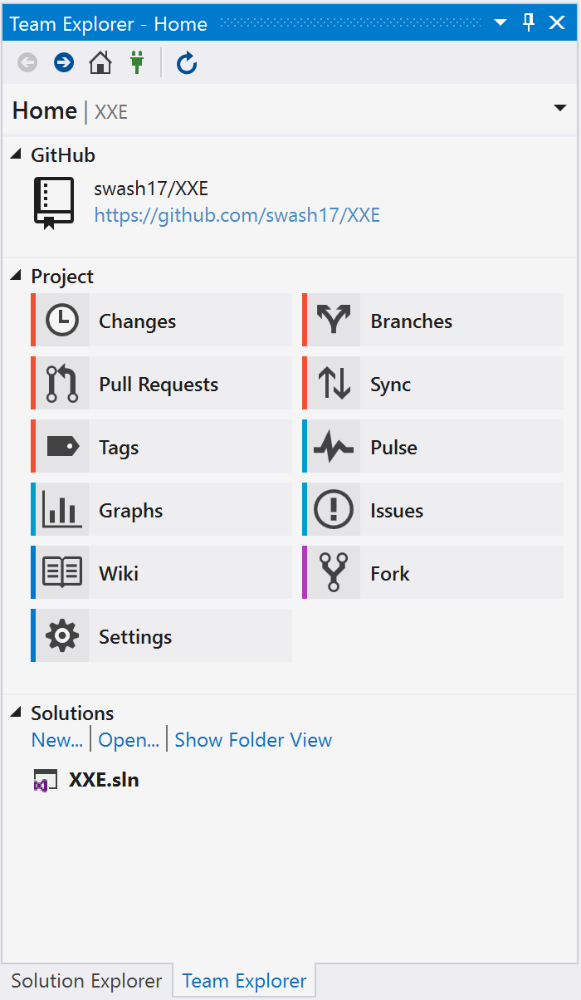 Team Explorer - Home
Home | XXE
GitHub
swash17/XXE
https://github.com/swash17/XXE
Project
Changes
Branches
Pull Requests
Sync
Tags
Pulse
Graphs
Issues
Wiki
Fork
Settings
Solutions
New... | Open... | Show Folder View
XXE.sln
Solution Explorer
Team Explorer